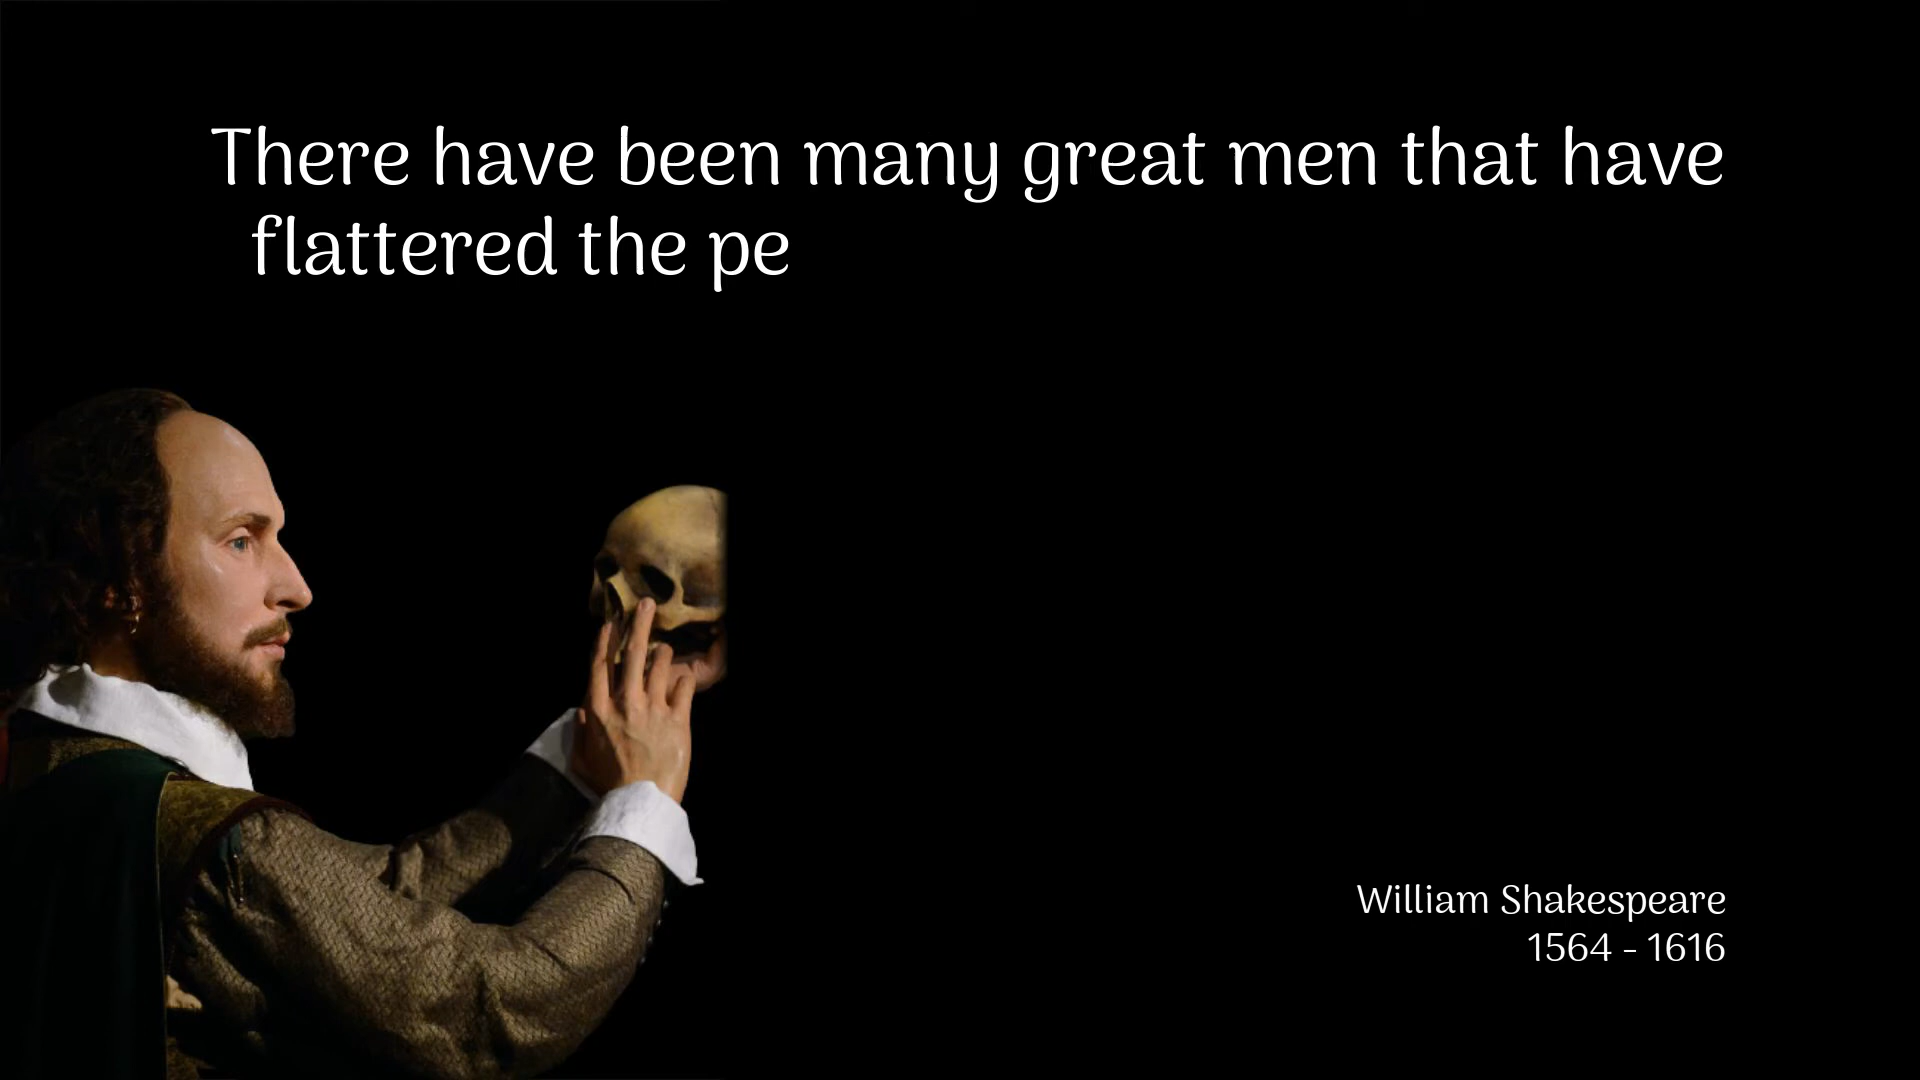 There have been many great men that have
flattered the pe
William Shakespeare
1564 - 1616